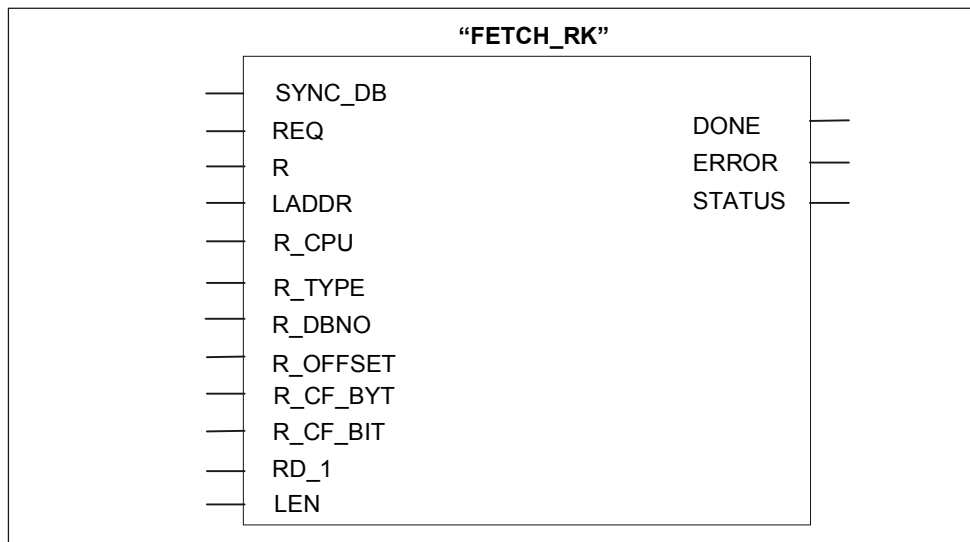 “FETCH_RK”
SYNC_DB
REQ
R
LADDR
R_CPU
R_TYPE
R_DBNO
R_OFFSET
R_CF_BYT
R_CF_BIT
RD_1
LEN
DONE
ERROR
STATUS